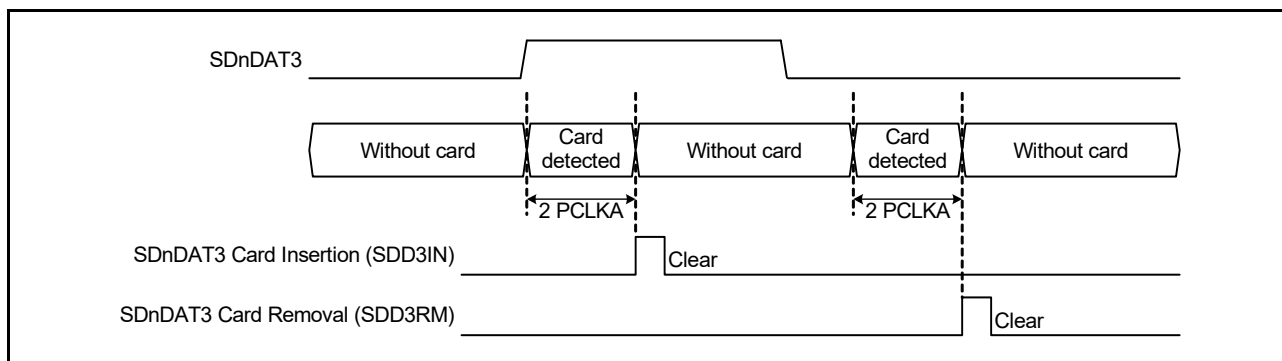 SDnDAT3
Without card
Card
detected
Without card
Card
detected
Without card
2 PCLKA
2 PCLKA
SDnDAT3 Card Insertion (SDD3IN)
Clear
SDnDAT3 Card Removal (SDD3RM)
Clear